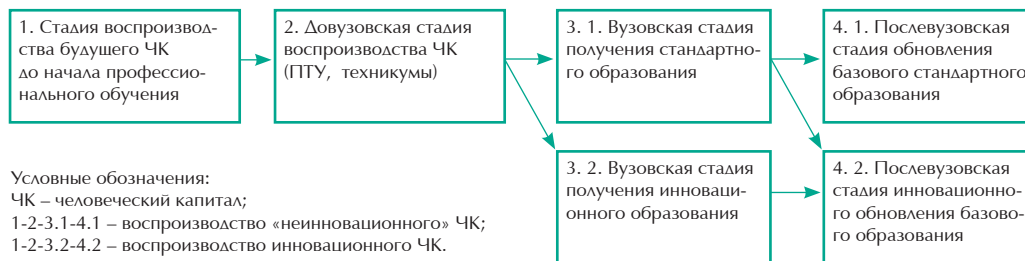 1. Стадия воспроизвод-
ства будущего ЧК
до начала профессио-
нального обучения
2. Довузовская стадия
воспроизводства ЧК
(ПТУ, техникумы)
3. 1. Вузовская стадия
получения стандартно-
го образования
4. 1. Послевузовская
стадия обновления
базового стандартного
образования
3. 2. Вузовская стадия
получения инноваци-
онного образования
4. 2. Послевузовская
стадия инновационно-
го обновления базово-
го образования
Условные обозначения:
ЧК – человеческий капитал;
1-2-3.1-4.1 – воспроизводство «неинновационного» ЧК;
1-2-3.2-4.2 – воспроизводство инновационного ЧК.